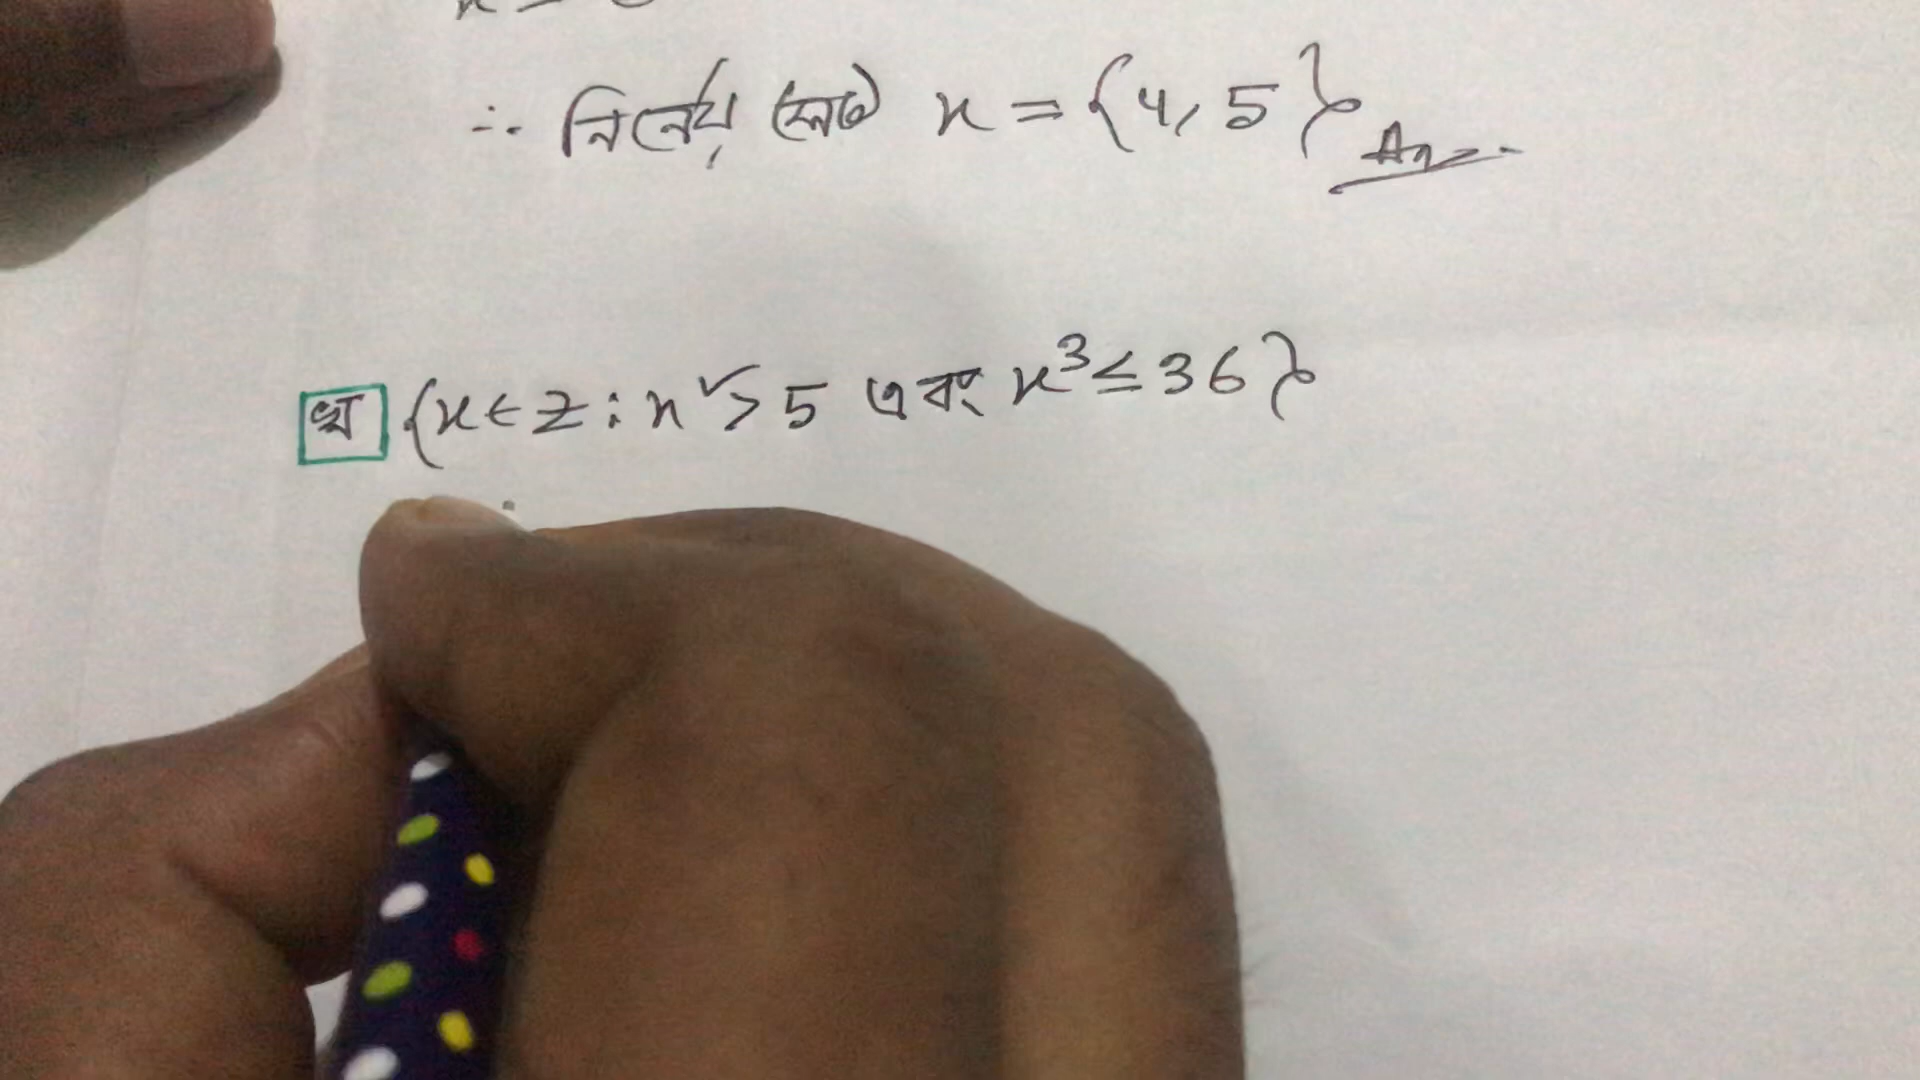 ∴ নির্নেয় সেট x = {4, 5} Ans.
খ {x ∈ Z : x² > 5 এবং x³ ≤ 36}